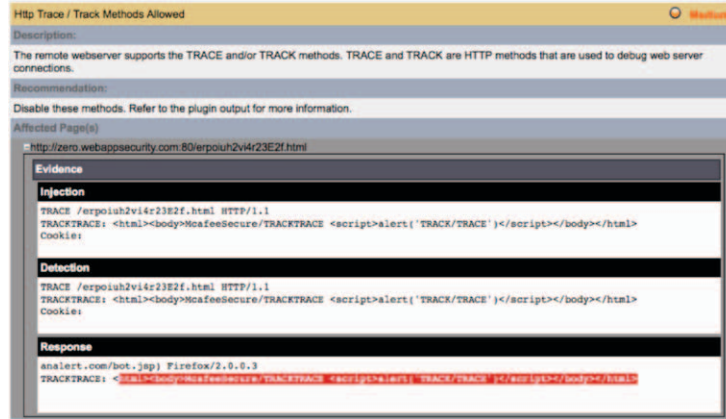 Http Trace / Track Methods Allowed Medium
Description:
The remote webserver supports the TRACE and/or TRACK methods. TRACE and TRACK are HTTP methods that are used to debug web server
connections.
Recommendation:
Disable these methods. Refer to the plugin output for more information.
Affected Page(s)
http://zero.webappsecurity.com:80/erpoiuh2vi4r23E2f.html
Evidence
Injection
TRACE /erpoiuh2vi4r23E2f.html HTTP/1.1
TRACKTRACE: <html><body>McafeeSecure/TRACKTRACE <script>alert('TRACK/TRACE')</script></body></html>
Cookie:
Detection
TRACE /erpoiuh2vi4r23E2f.html HTTP/1.1
TRACKTRACE: <html><body>McafeeSecure/TRACKTRACE <script>alert('TRACK/TRACE')</script></body></html>
Cookie:
Response
analert.com/bot.jsp) Firefox/2.0.0.3
TRACKTRACE: <html><body>McafeeSecure/TRACKTRACE <script>alert('TRACK/TRACE')</script></body></html>